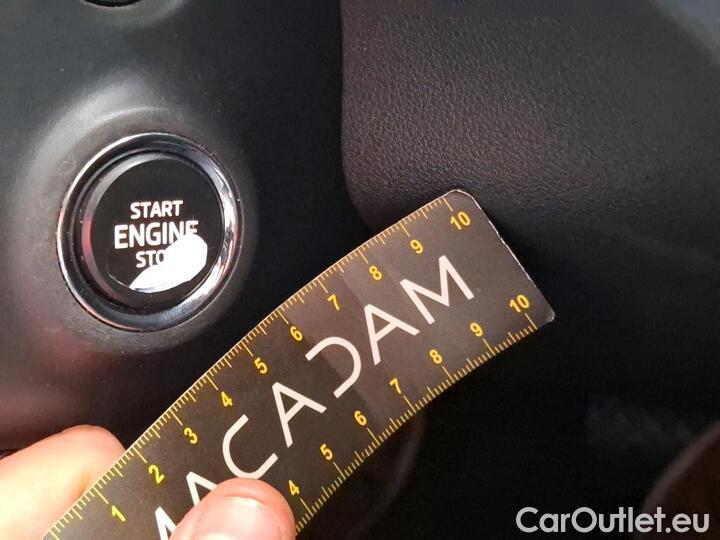 START
ENGINE
STO
1 2 3 4 5 6 7 8 9 10
MACADAM
4 5 6 7 8 9 10
CarOutlet.eu